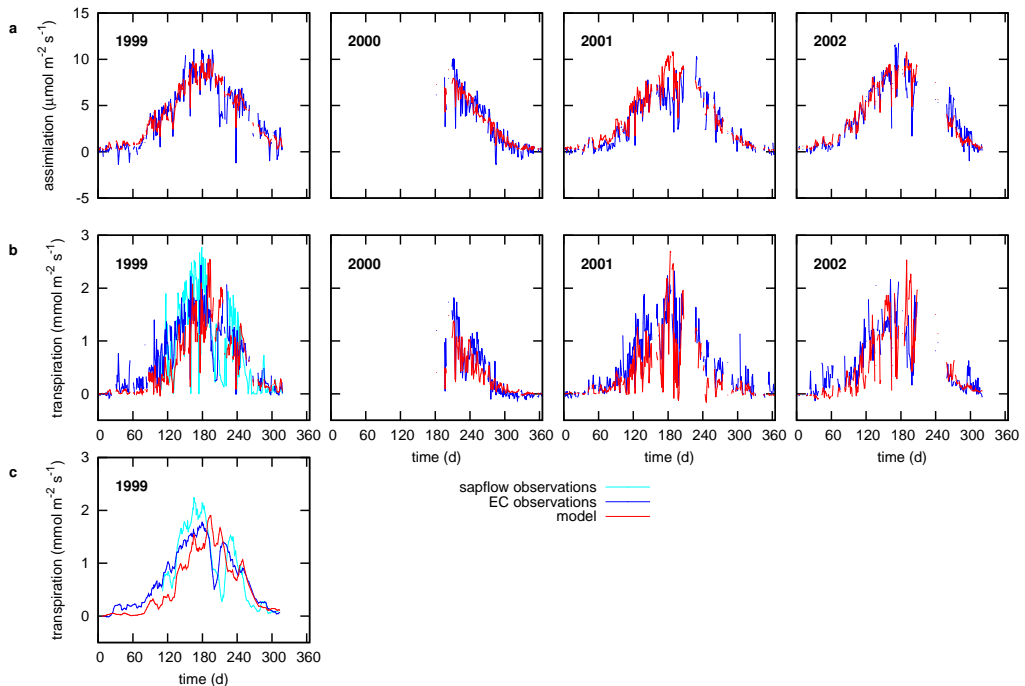 a
assimilation (μmol m-2 s-1)
15
10
5
0
-5
1999
2000
2001
2002
b
transpiration (mmol m-2 s-1)
3
2
1
0
1999
2000
2001
2002
0 60 120 180 240 300 360
0 60 120 180 240 300 360
0 60 120 180 240 300 360
0 60 120 180 240 300 360
time (d)
time (d)
time (d)
c
transpiration (mmol m-2 s-1)
3
2
1
0
1999
0 60 120 180 240 300 360
time (d)
sapflow observations
EC observations
model